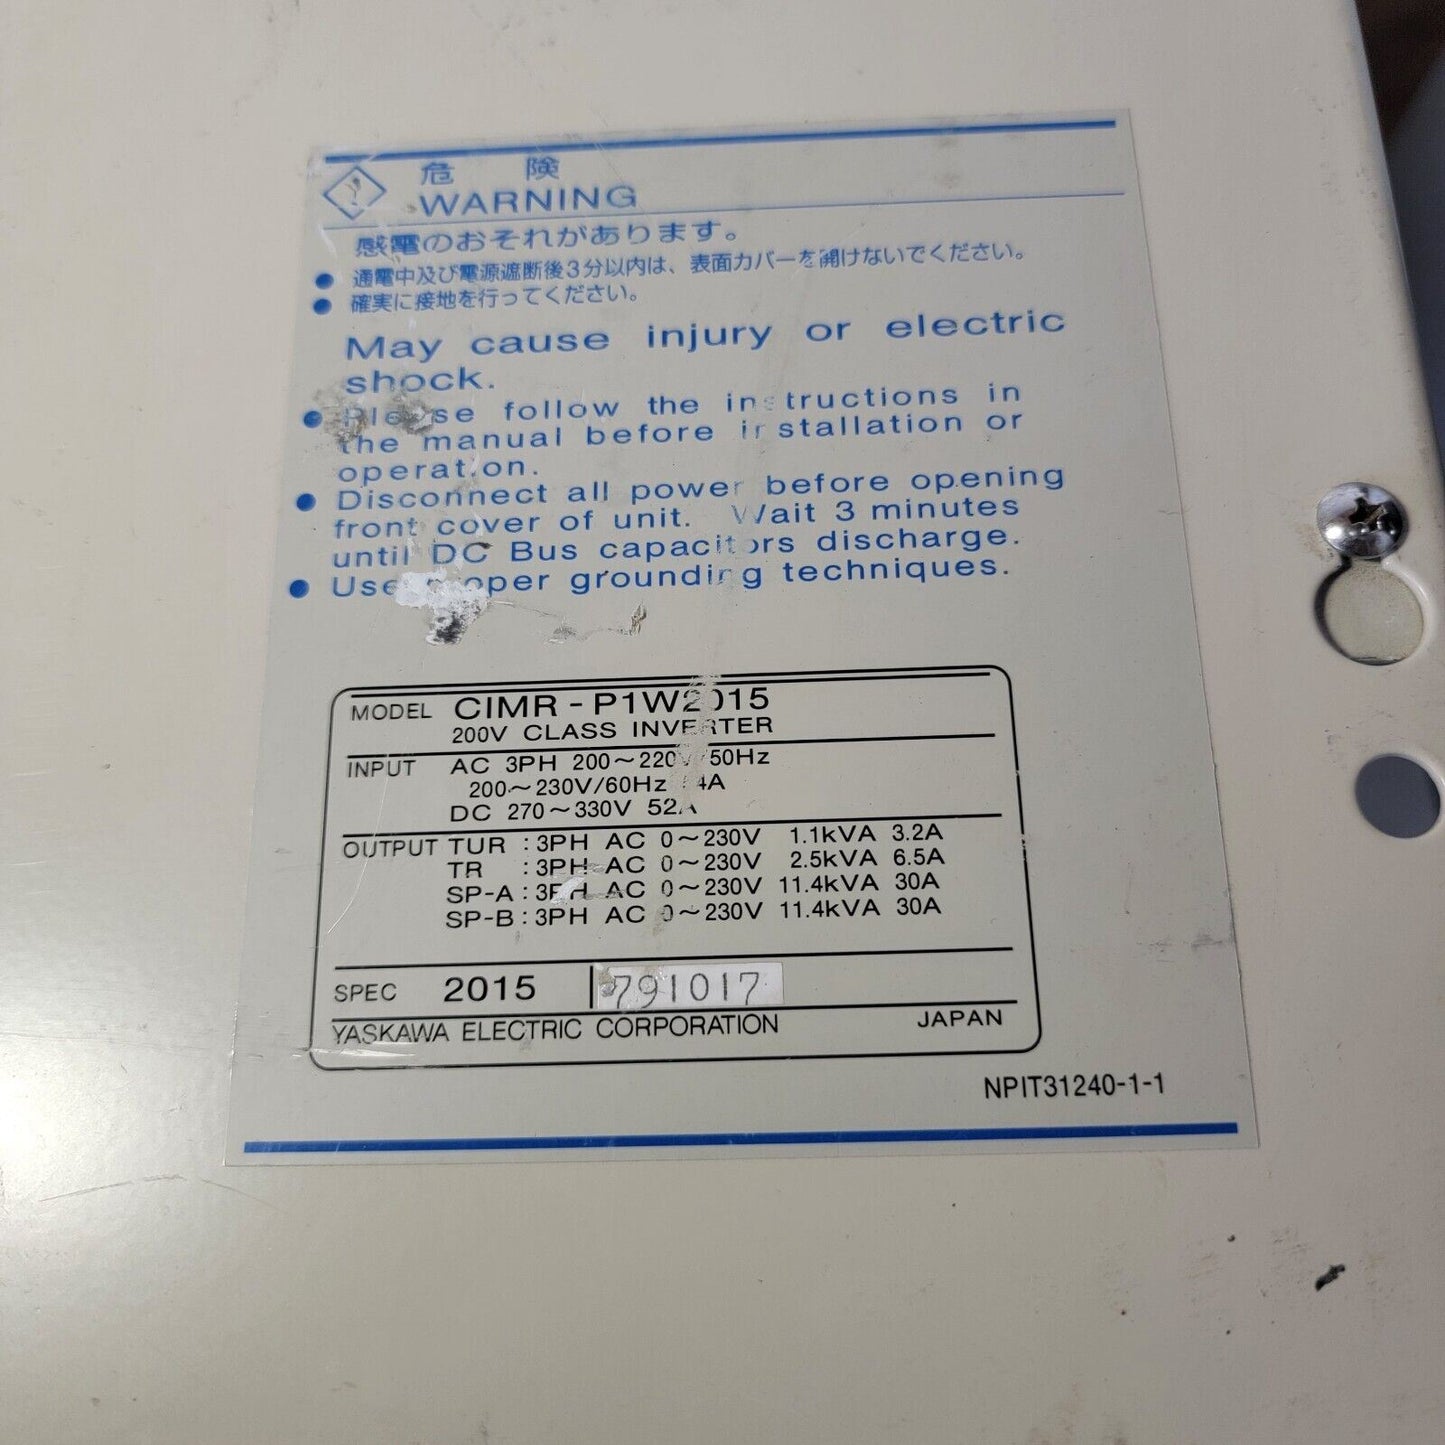 危 険
WARNING
感電のおそれがあります。
● 通電中及び電源遮断後3分以内は、表面カバーを開けないでください。
● 確実に接地を行ってください。
May cause injury or electric
shock.
● Please follow the instructions in
the manual before installation or
operation.
● Disconnect all power before opening
front cover of unit. Wait 3 minutes
until DC Bus capacitors discharge.
● Use proper grounding techniques.
MODEL CIMR-P1W2015
200V CLASS INVERTER
INPUT AC 3PH 200~220V/50Hz
200~230V/60Hz
DC 270~330V 52A
OUTPUT TUR : 3PH AC 0~230V 1.1kVA 3.2A
TR : 3PH AC 0~230V 2.5kVA 6.5A
SP-A : 3PH AC 0~230V 11.4kVA 30A
SP-B : 3PH AC 0~230V 11.4kVA 30A
SPEC 2015 791017
YASKAWA ELECTRIC CORPORATION JAPAN
NPIT31240-1-1